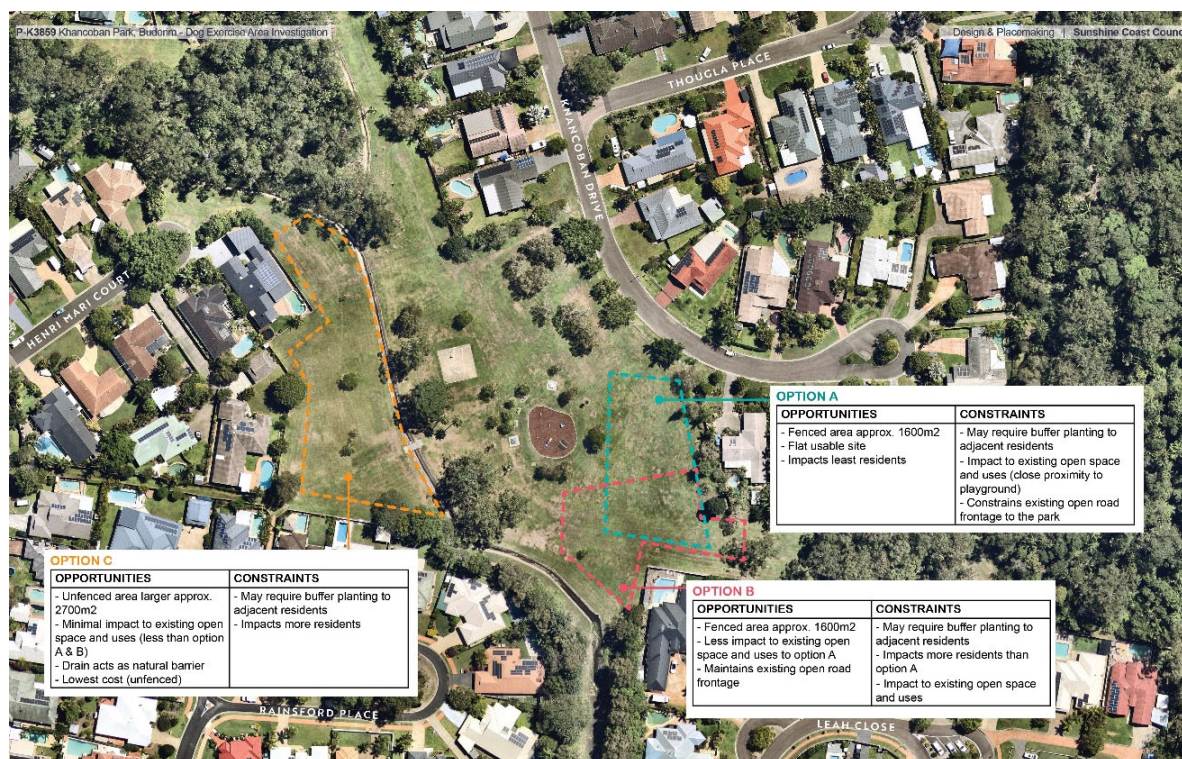 P-K3859 Khancoban Park, Buderim - Dog Exercise Area Investigation
Design & Placemaking | Sunshine Coast Counc
THOUGLA PLACE
KHANCOBAN DRIVE
HENRI MARI COURT
OPTION A
OPPORTUNITIES
- Fenced area approx. 1600m2
- Flat usable site
- Impacts least residents
CONSTRAINTS
- May require buffer planting to
adjacent residents
- Impact to existing open space
and uses (close proximity to
playground)
- Constrains existing open road
frontage to the park
OPTION C
OPPORTUNITIES
- Unfenced area larger approx.
2700m2
- Minimal impact to existing open
space and uses (less than option
A & B)
- Drain acts as natural barrier
- Lowest cost (unfenced)
CONSTRAINTS
- May require buffer planting to
adjacent residents
- Impacts more residents
OPTION B
OPPORTUNITIES
- Fenced area approx. 1600m2
- Less impact to existing open
space and uses to option A
- Maintains existing open road
frontage
CONSTRAINTS
- May require buffer planting to
adjacent residents
- Impacts more residents than
option A
- Impact to existing open space
and uses
RAINSFORD PLACE
LEAH CLOSE